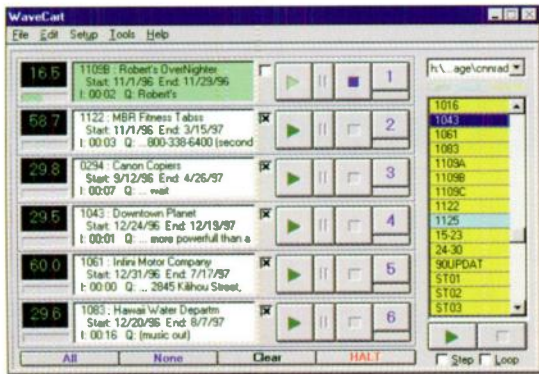 WaveCart
File Edit Setup Tools Help
16.5
1109B : Robert's OverNighter
Start: 11/1/96 End: 11/29/96
I: 00:02 Q: Robert's
1
58.7
1122 : MBR Fitness Tabss
Start: 11/1/96 End: 3/15/97
I: 00:03 Q: ...800-338-6400 (second
2
29.8
0294 : Canon Copiers
Start: 9/12/96 End: 4/26/97
I: 00:07 Q: ... wait
3
29.5
1043 : Downtown Planet
Start: 12/24/96 End: 12/19/97
I: 00:01 Q: ... more powerfull than a
4
60.0
1061 : Infini Motor Company
Start: 12/31/96 End: 7/17/97
I: 00:00 Q: ... 2845 Kilihou Street,
5
29.6
1083 : Hawaii Water Departm
Start: 12/20/96 End: 8/7/97
I: 00:16 Q: (music out)
6
All None Clear HALT
h:\...age\cnnrad
1016
1043
1061
1083
1109A
1109B
1109C
1122
1125
15-23
24-30
90UPDAT
ST01
ST02
ST03
Step Loop